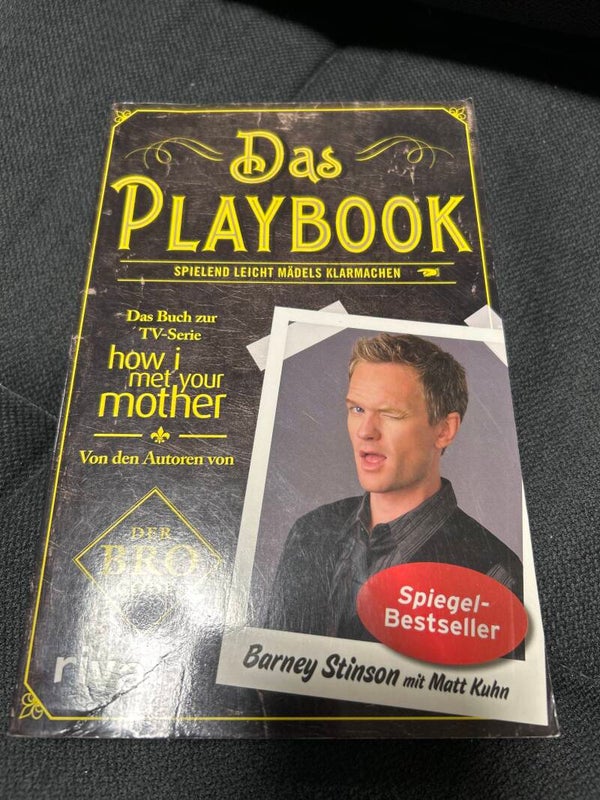 Das
PLAYBOOK
SPIELEND LEICHT MÄDELS KLARMACHEN
Das Buch zur
TV-Serie
how i
met your
mother
Von den Autoren von
DER
BRO
Spiegel-
Bestseller
riva
Barney Stinson mit Matt Kuhn